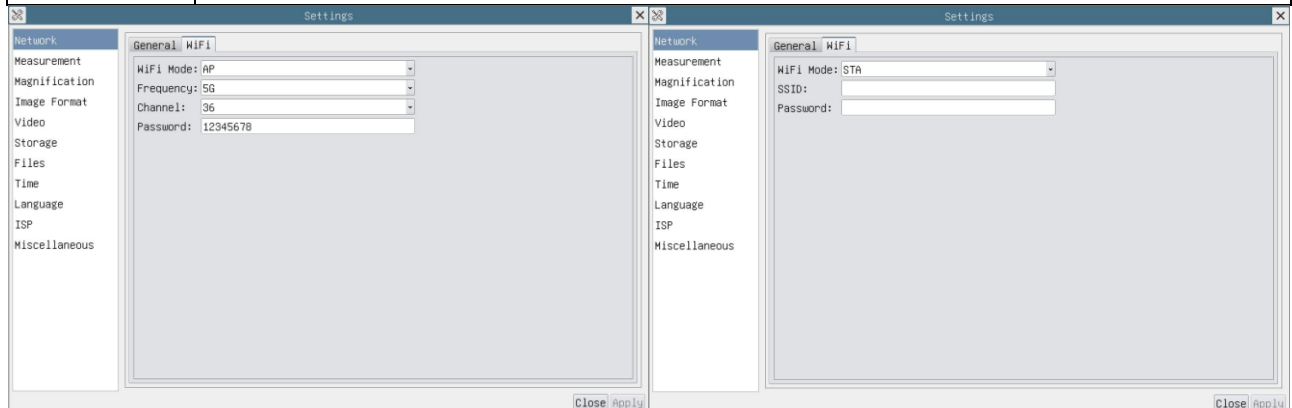 Settings
Network
Measurement
Magnification
Image Format
Video
Storage
Files
Time
Language
ISP
Miscellaneous
General WiFi
WiFi Mode: AP
Frequency: 5G
Channel: 36
Password: 12345678
Close Apply
Settings
Network
Measurement
Magnification
Image Format
Video
Storage
Files
Time
Language
ISP
Miscellaneous
General WiFi
WiFi Mode: STA
SSID:
Password:
Close Apply